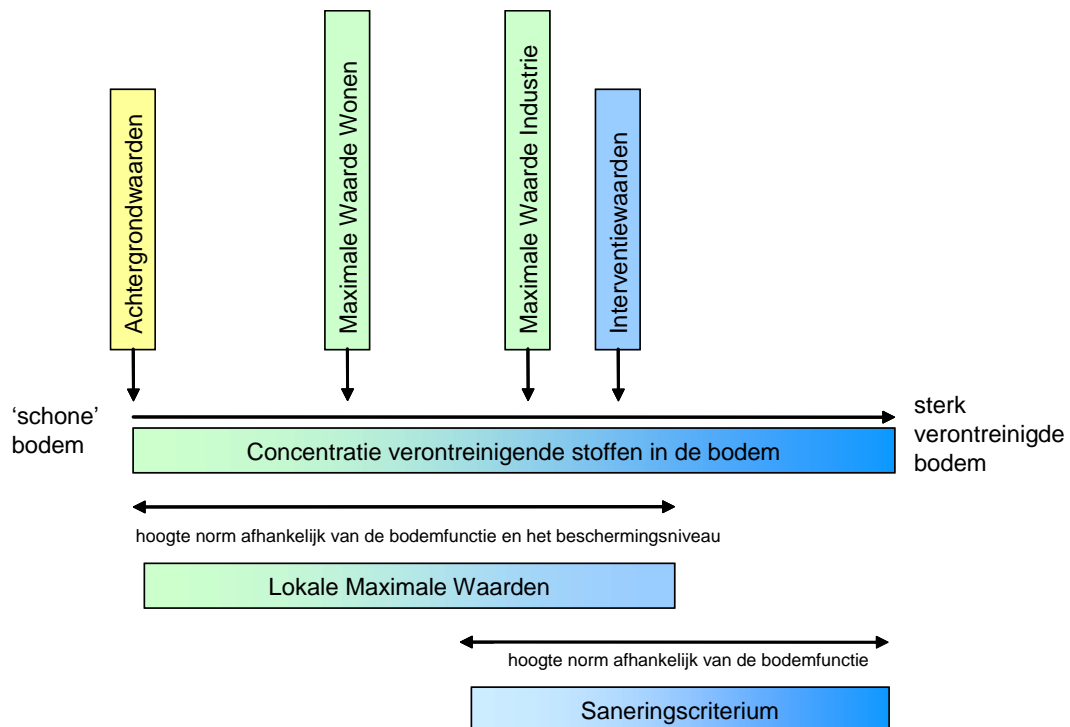 Achtergrondwaarden
Maximale Waarde Wonen
Maximale Waarde Industrie
Interventiewaarden
‘schone’
bodem
sterk
verontreinigde
bodem
Concentratie verontreinigende stoffen in de bodem
hoogte norm afhankelijk van de bodemfunctie en het beschermingsniveau
Lokale Maximale Waarden
hoogte norm afhankelijk van de bodemfunctie
Saneringscriterium